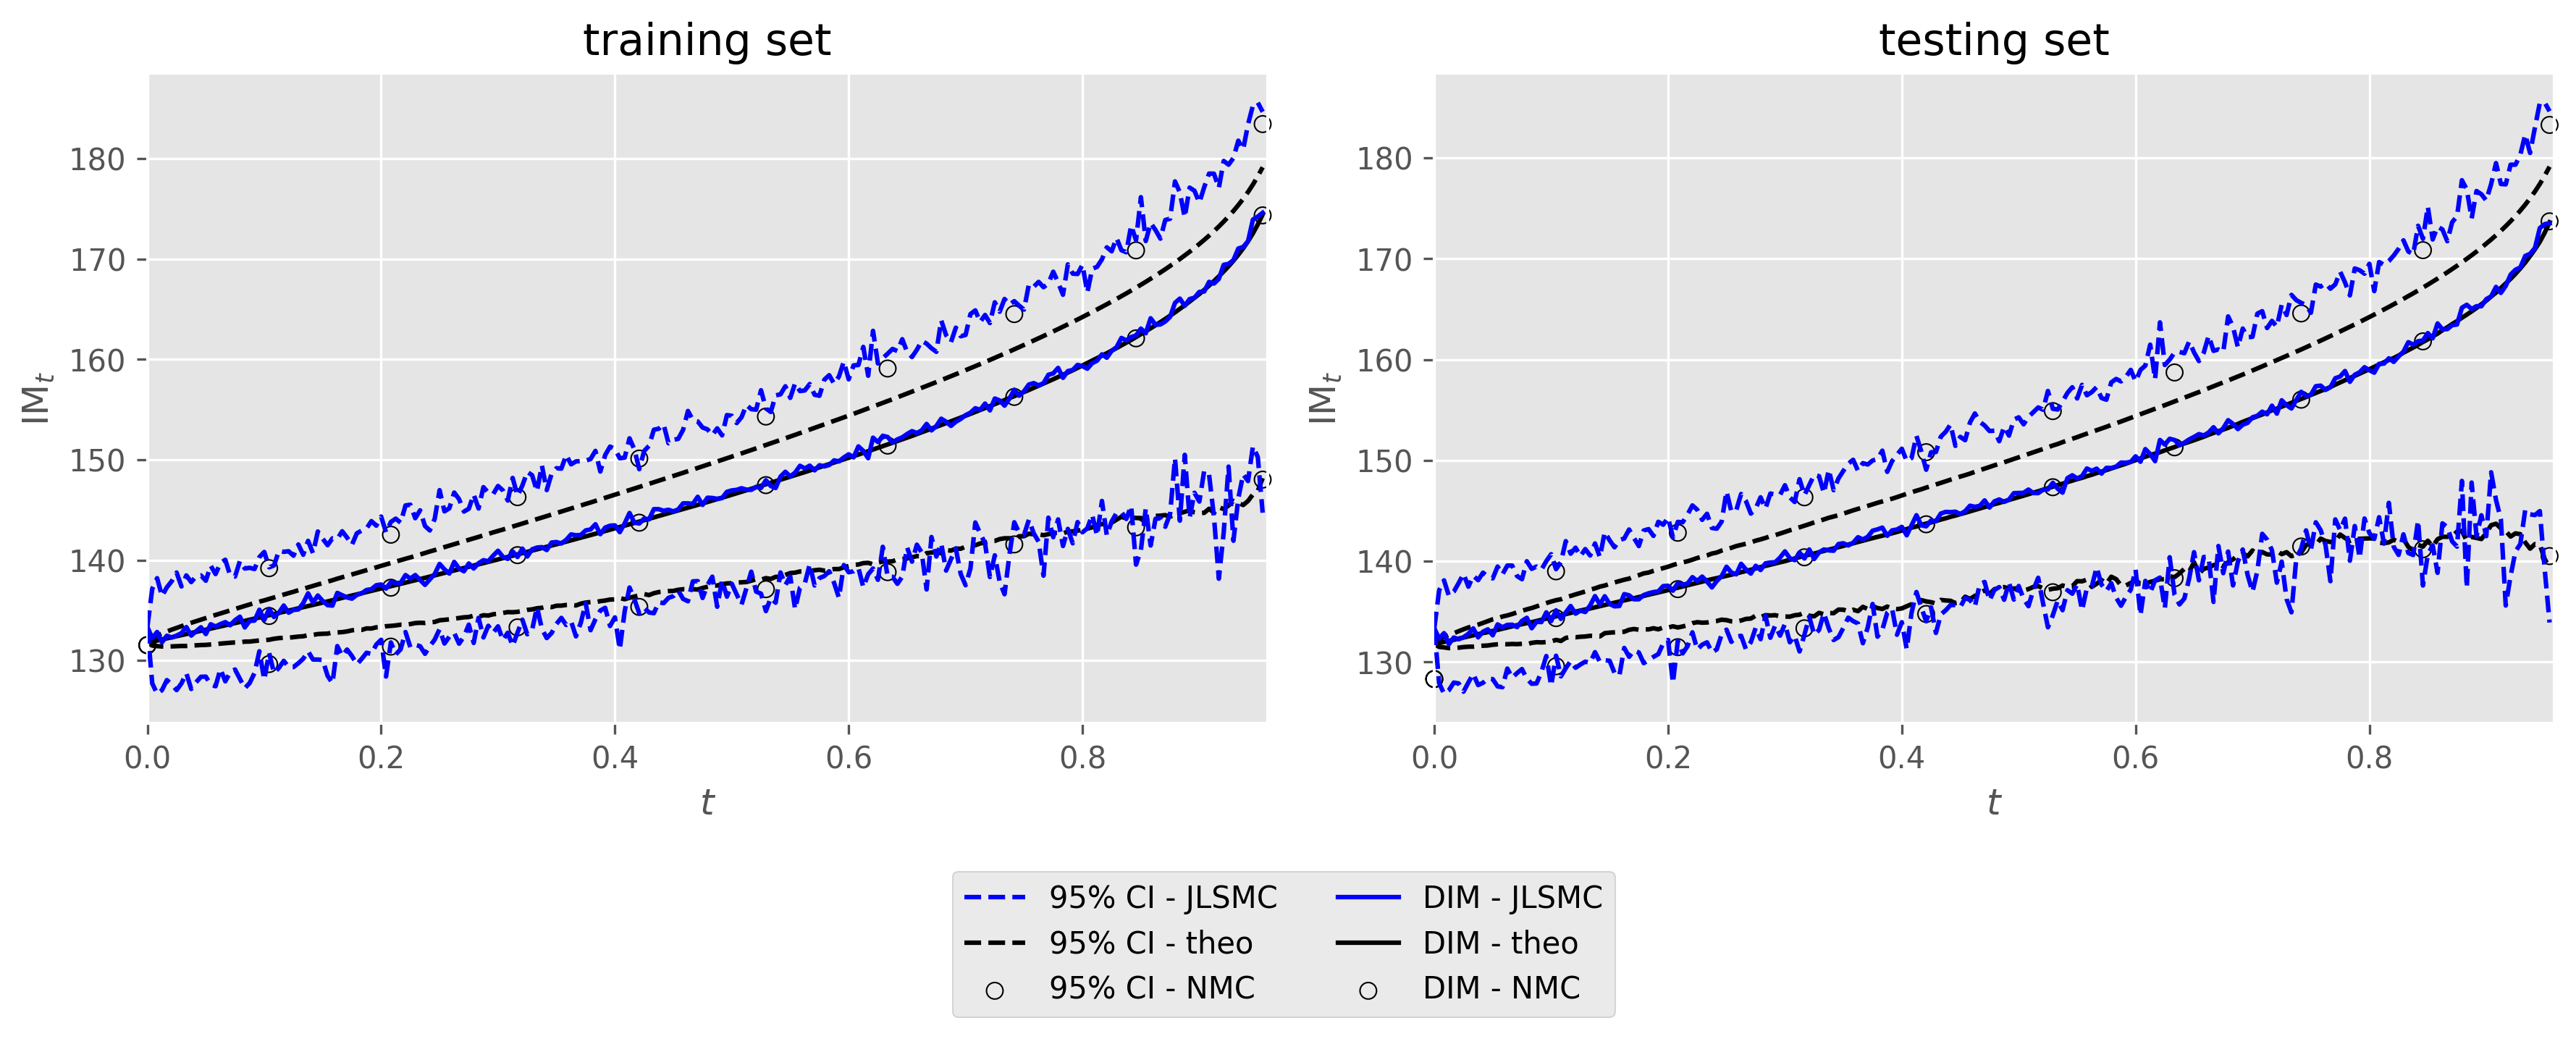 training set
testing set
180
170
160
150
140
130
IM_t
0.0 0.2 0.4 0.6 0.8
t
180
170
160
150
140
130
IM_t
0.0 0.2 0.4 0.6 0.8
t
95% CI - JLSMC
95% CI - theo
95% CI - NMC
DIM - JLSMC
DIM - theo
DIM - NMC